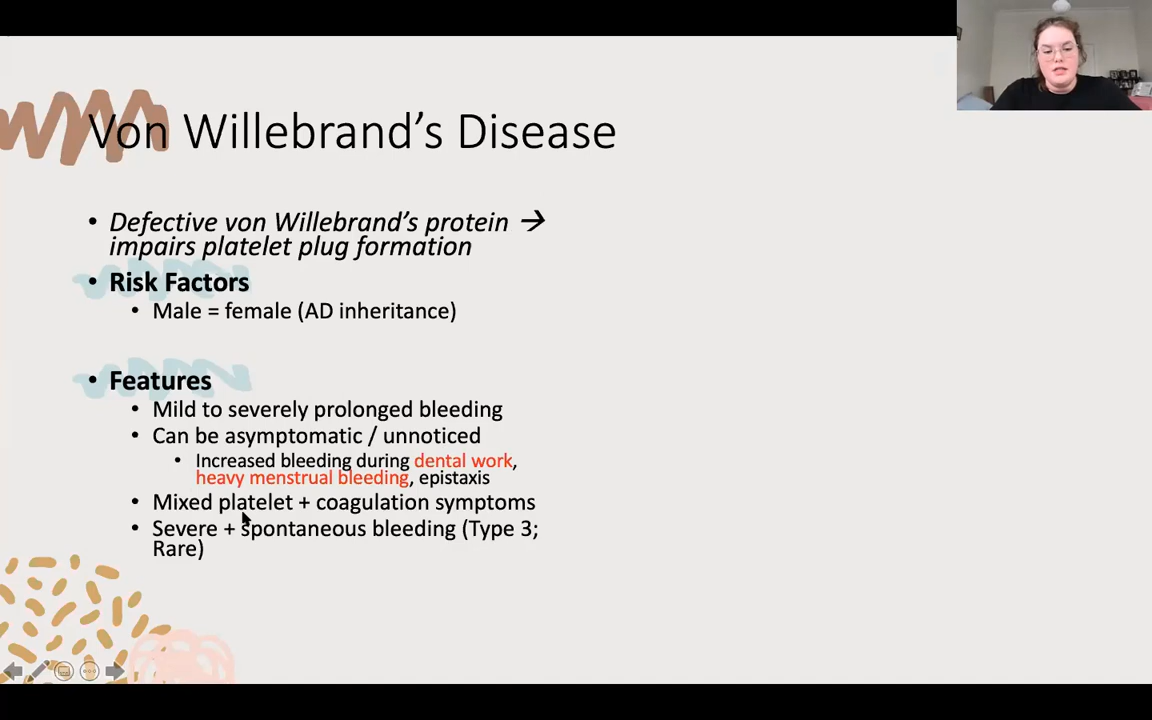 Von Willebrand's Disease
• Defective von Willebrand's protein →
impairs platelet plug formation
• Risk Factors
• Male = female (AD inheritance)
• Features
• Mild to severely prolonged bleeding
• Can be asymptomatic / unnoticed
• Increased bleeding during dental work,
heavy menstrual bleeding, epistaxis
• Mixed platelet + coagulation symptoms
• Severe + spontaneous bleeding (Type 3;
Rare)